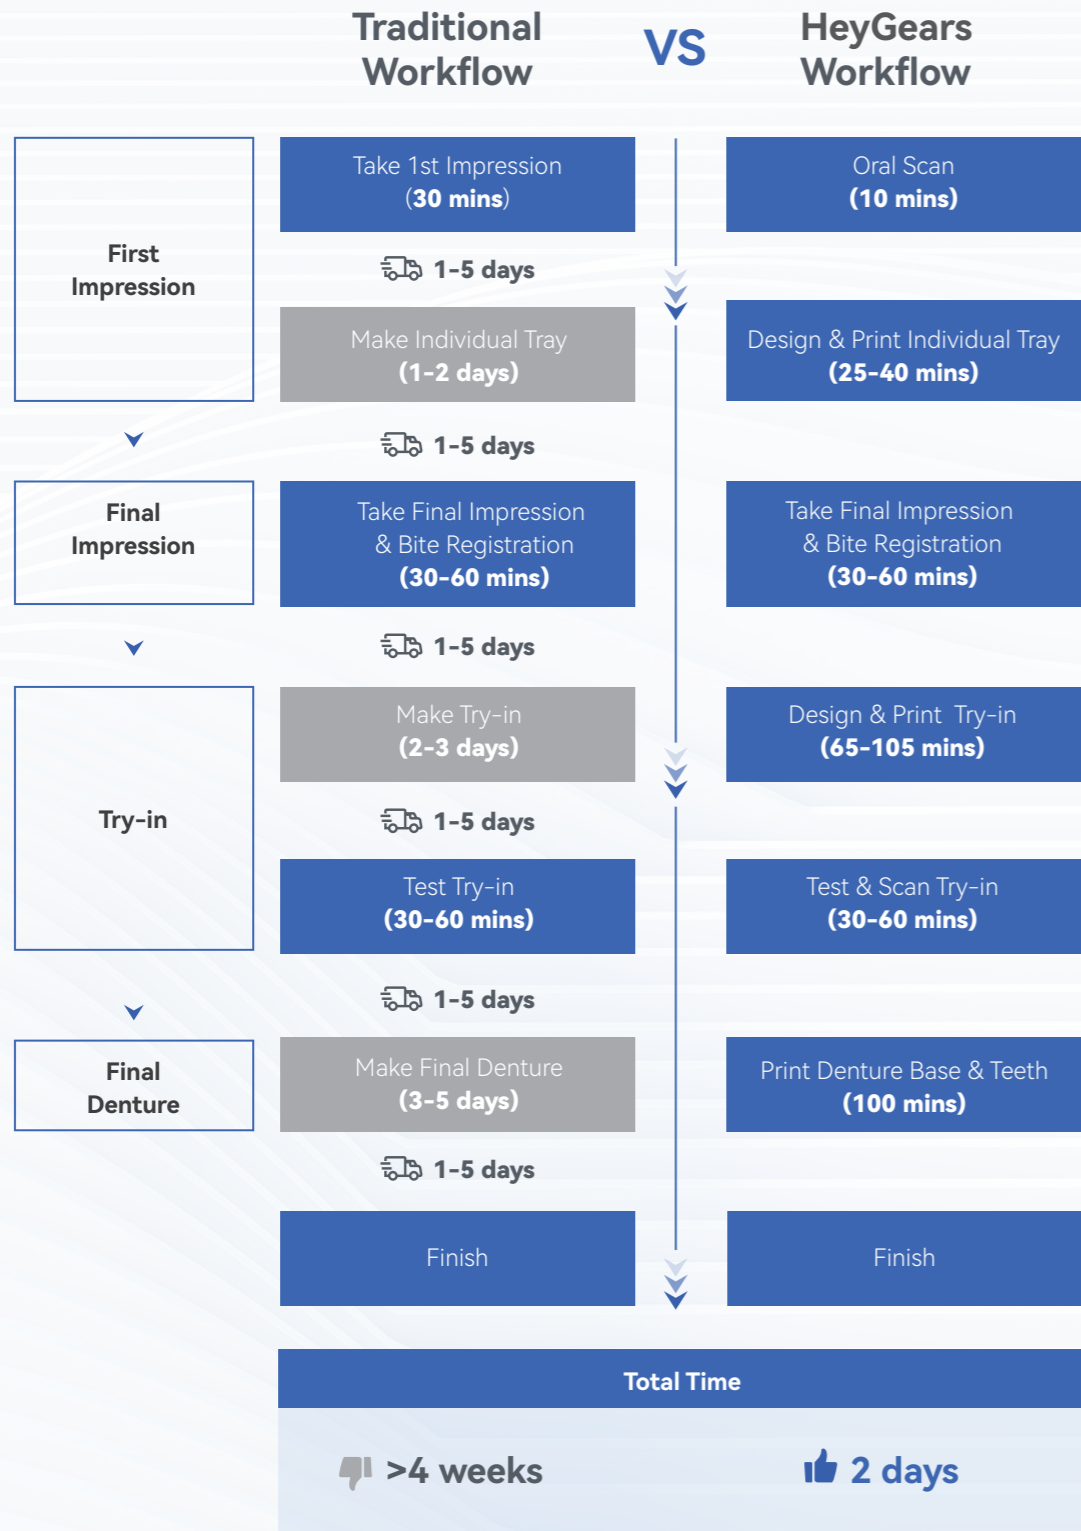 Traditional
Workflow
VS
HeyGears
Workflow
First
Impression
Take 1st Impression
(30 mins)
Oral Scan
(10 mins)
1-5 days
Make Individual Tray
(1-2 days)
Design & Print Individual Tray
(25-40 mins)
1-5 days
Final
Impression
Take Final Impression
& Bite Registration
(30-60 mins)
Take Final Impression
& Bite Registration
(30-60 mins)
1-5 days
Try-in
Make Try-in
(2-3 days)
Design & Print Try-in
(65-105 mins)
1-5 days
Test Try-in
(30-60 mins)
Test & Scan Try-in
(30-60 mins)
1-5 days
Final
Denture
Make Final Denture
(3-5 days)
Print Denture Base & Teeth
(100 mins)
1-5 days
Finish
Finish
Total Time
>4 weeks
2 days